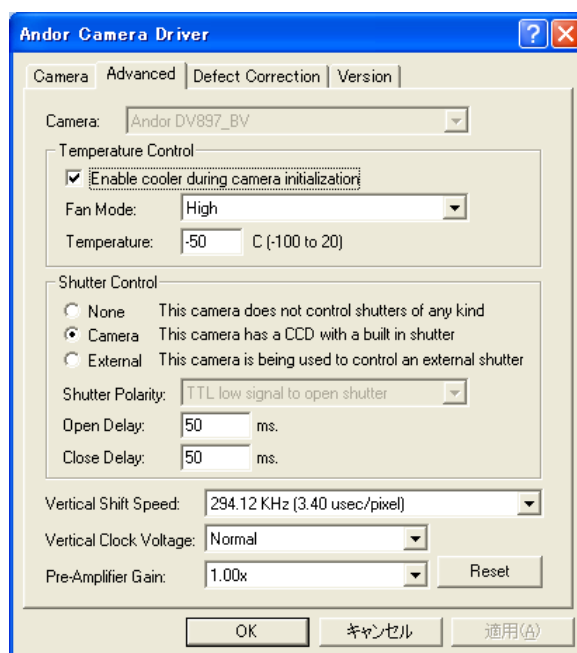 Andor Camera Driver
Camera Advanced Defect Correction Version
Camera: Andor DV897_BV
Temperature Control
Enable cooler during camera initialization
Fan Mode: High
Temperature: -50 C (-100 to 20)
Shutter Control
None This camera does not control shutters of any kind
Camera This camera has a CCD with a built in shutter
External This camera is being used to control an external shutter
Shutter Polarity: TTL low signal to open shutter
Open Delay: 50 ms.
Close Delay: 50 ms.
Vertical Shift Speed: 294.12 KHz (3.40 usec/pixel)
Vertical Clock Voltage: Normal
Pre-Amplifier Gain: 1.00x Reset
OK キャンセル 適用(A)